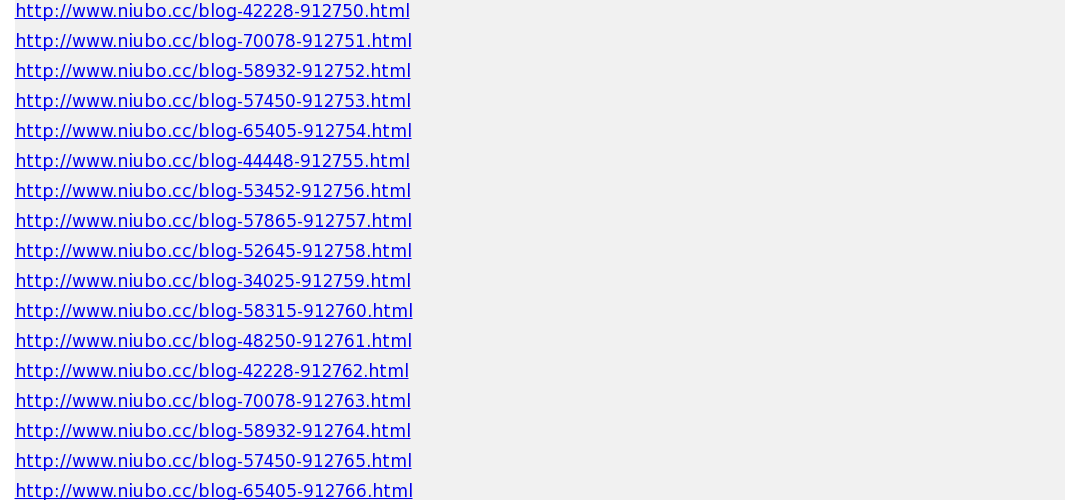 http://www.niubo.cc/blog-42228-912750.html
http://www.niubo.cc/blog-70078-912751.html
http://www.niubo.cc/blog-58932-912752.html
http://www.niubo.cc/blog-57450-912753.html
http://www.niubo.cc/blog-65405-912754.html
http://www.niubo.cc/blog-44448-912755.html
http://www.niubo.cc/blog-53452-912756.html
http://www.niubo.cc/blog-57865-912757.html
http://www.niubo.cc/blog-52645-912758.html
http://www.niubo.cc/blog-34025-912759.html
http://www.niubo.cc/blog-58315-912760.html
http://www.niubo.cc/blog-48250-912761.html
http://www.niubo.cc/blog-42228-912762.html
http://www.niubo.cc/blog-70078-912763.html
http://www.niubo.cc/blog-58932-912764.html
http://www.niubo.cc/blog-57450-912765.html
http://www.niubo.cc/blog-65405-912766.html